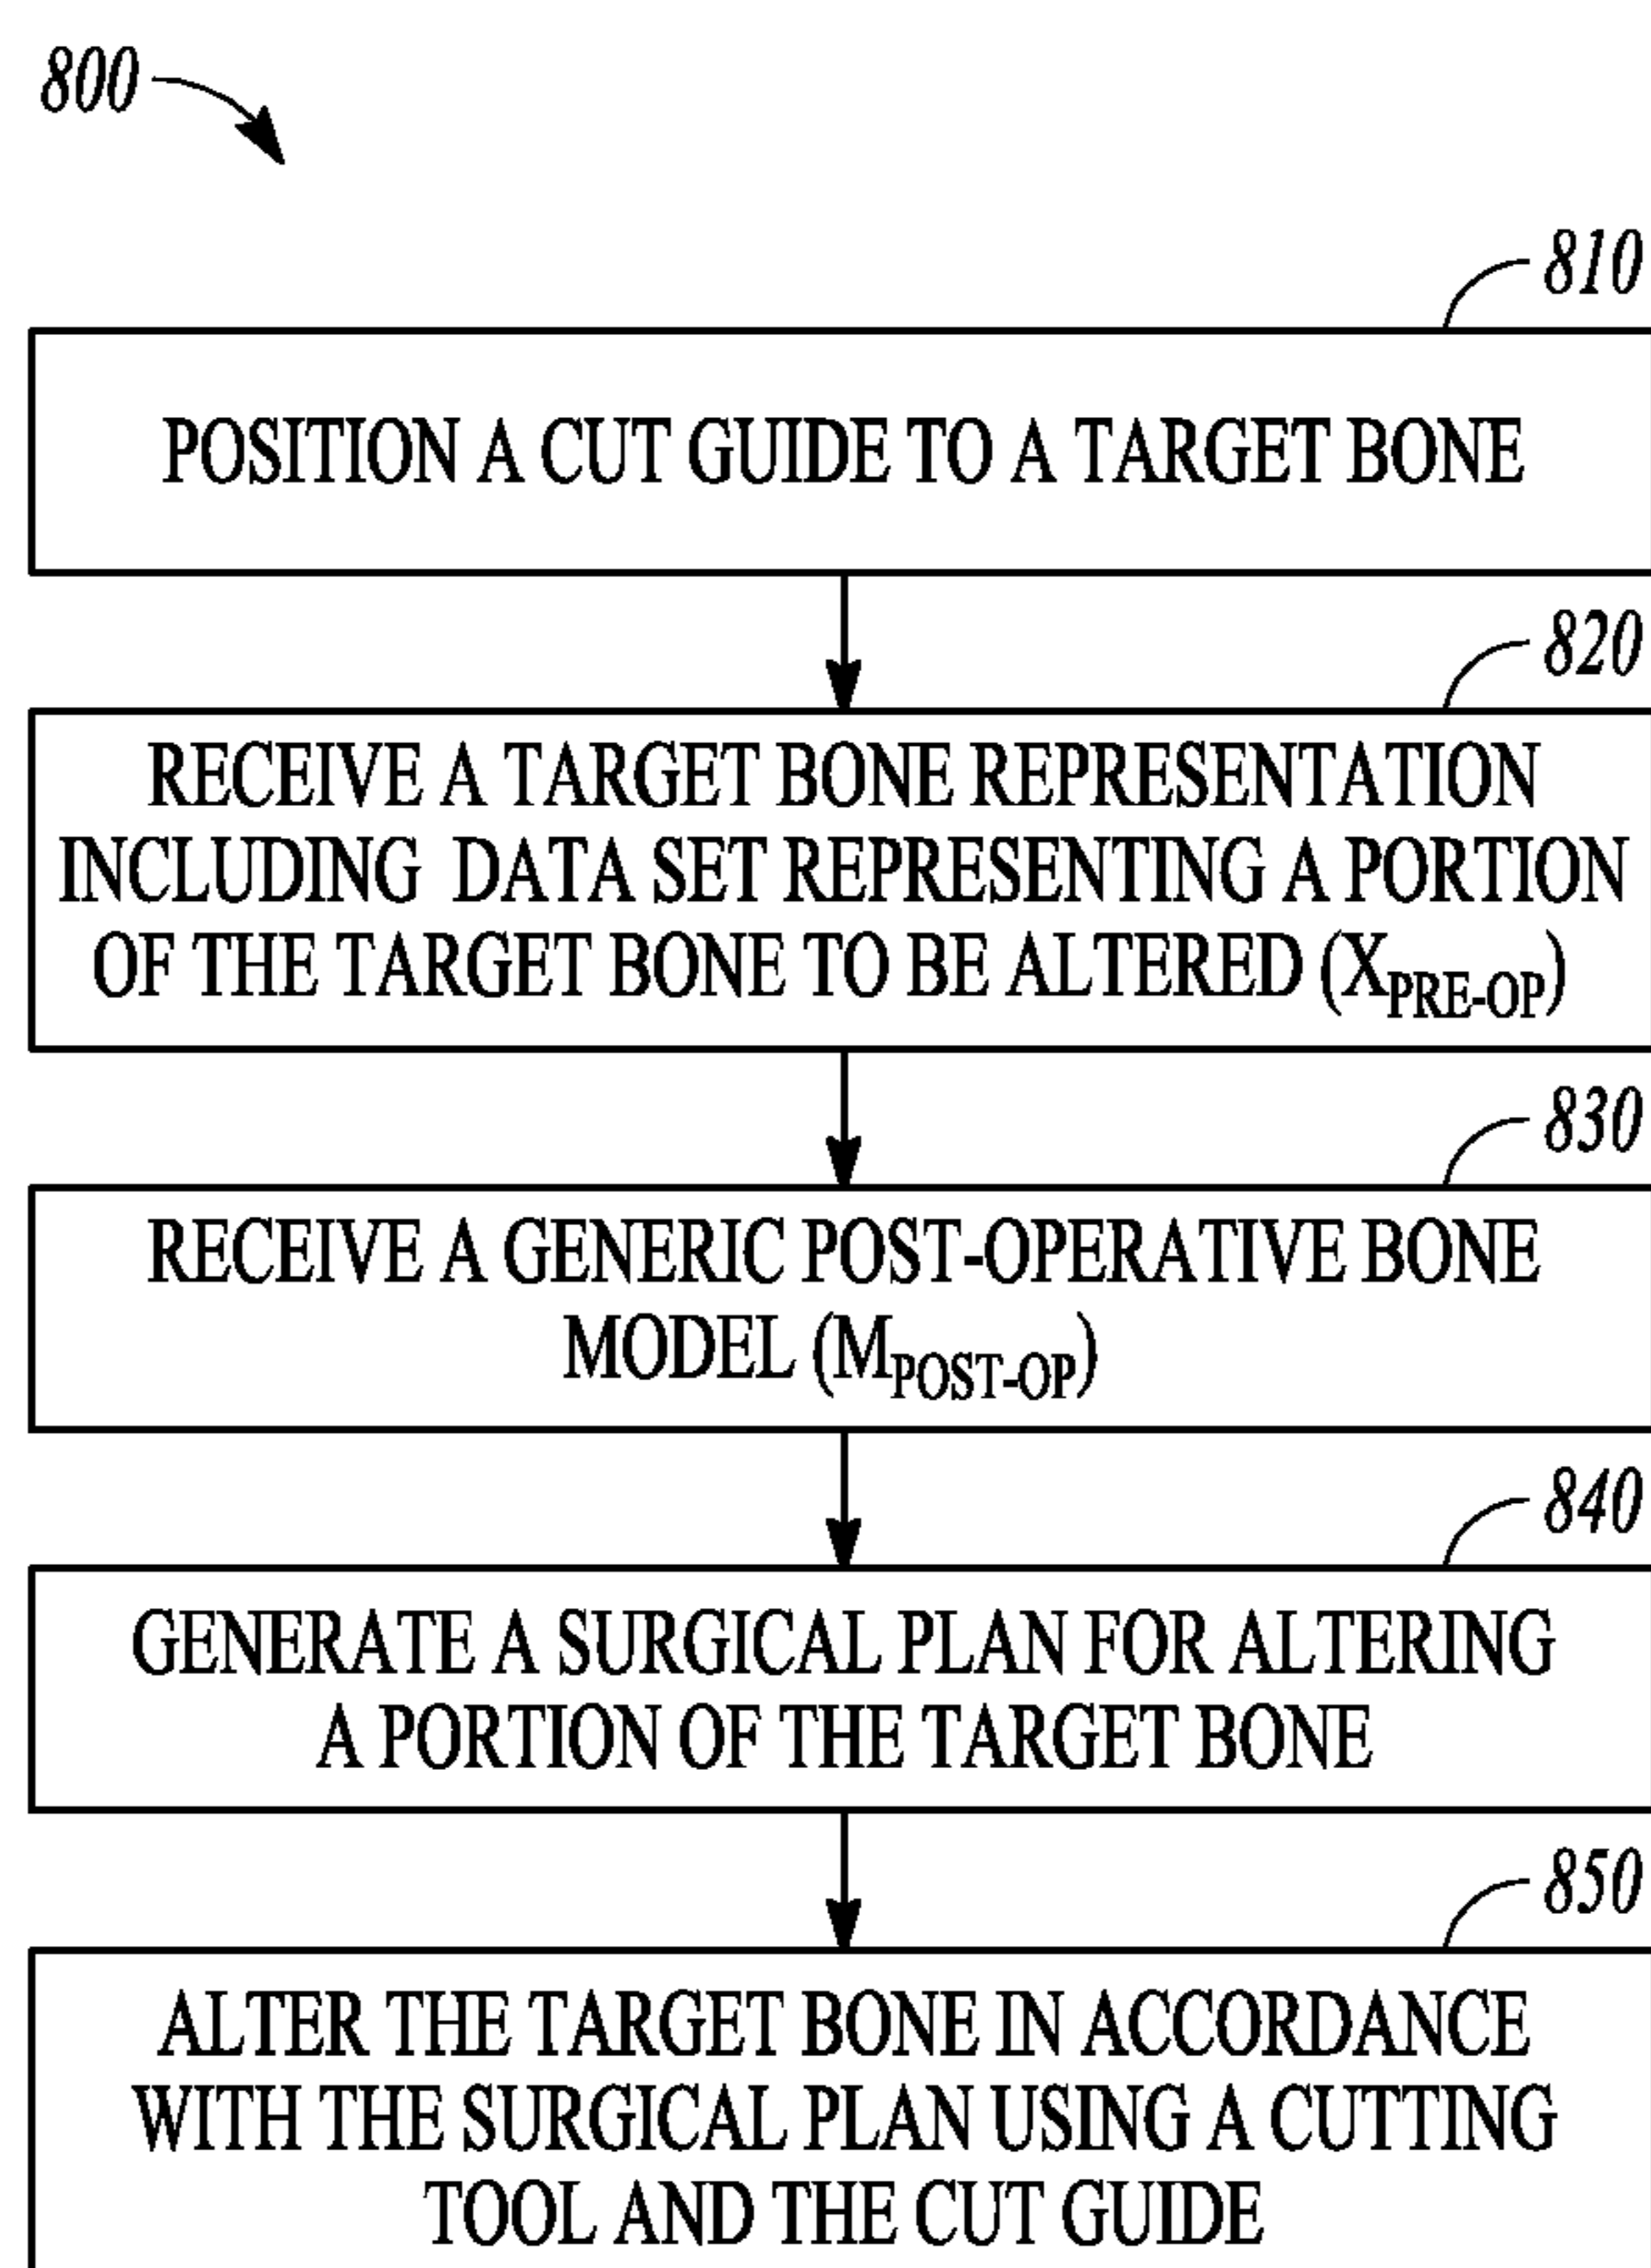 800
810
POSITION A CUT GUIDE TO A TARGET BONE
820
RECEIVE A TARGET BONE REPRESENTATION
INCLUDING DATA SET REPRESENTING A PORTION
OF THE TARGET BONE TO BE ALTERED (XPRE-OP)
830
RECEIVE A GENERIC POST-OPERATIVE BONE
MODEL (MPOST-OP)
840
GENERATE A SURGICAL PLAN FOR ALTERING
A PORTION OF THE TARGET BONE
850
ALTER THE TARGET BONE IN ACCORDANCE
WITH THE SURGICAL PLAN USING A CUTTING
TOOL AND THE CUT GUIDE